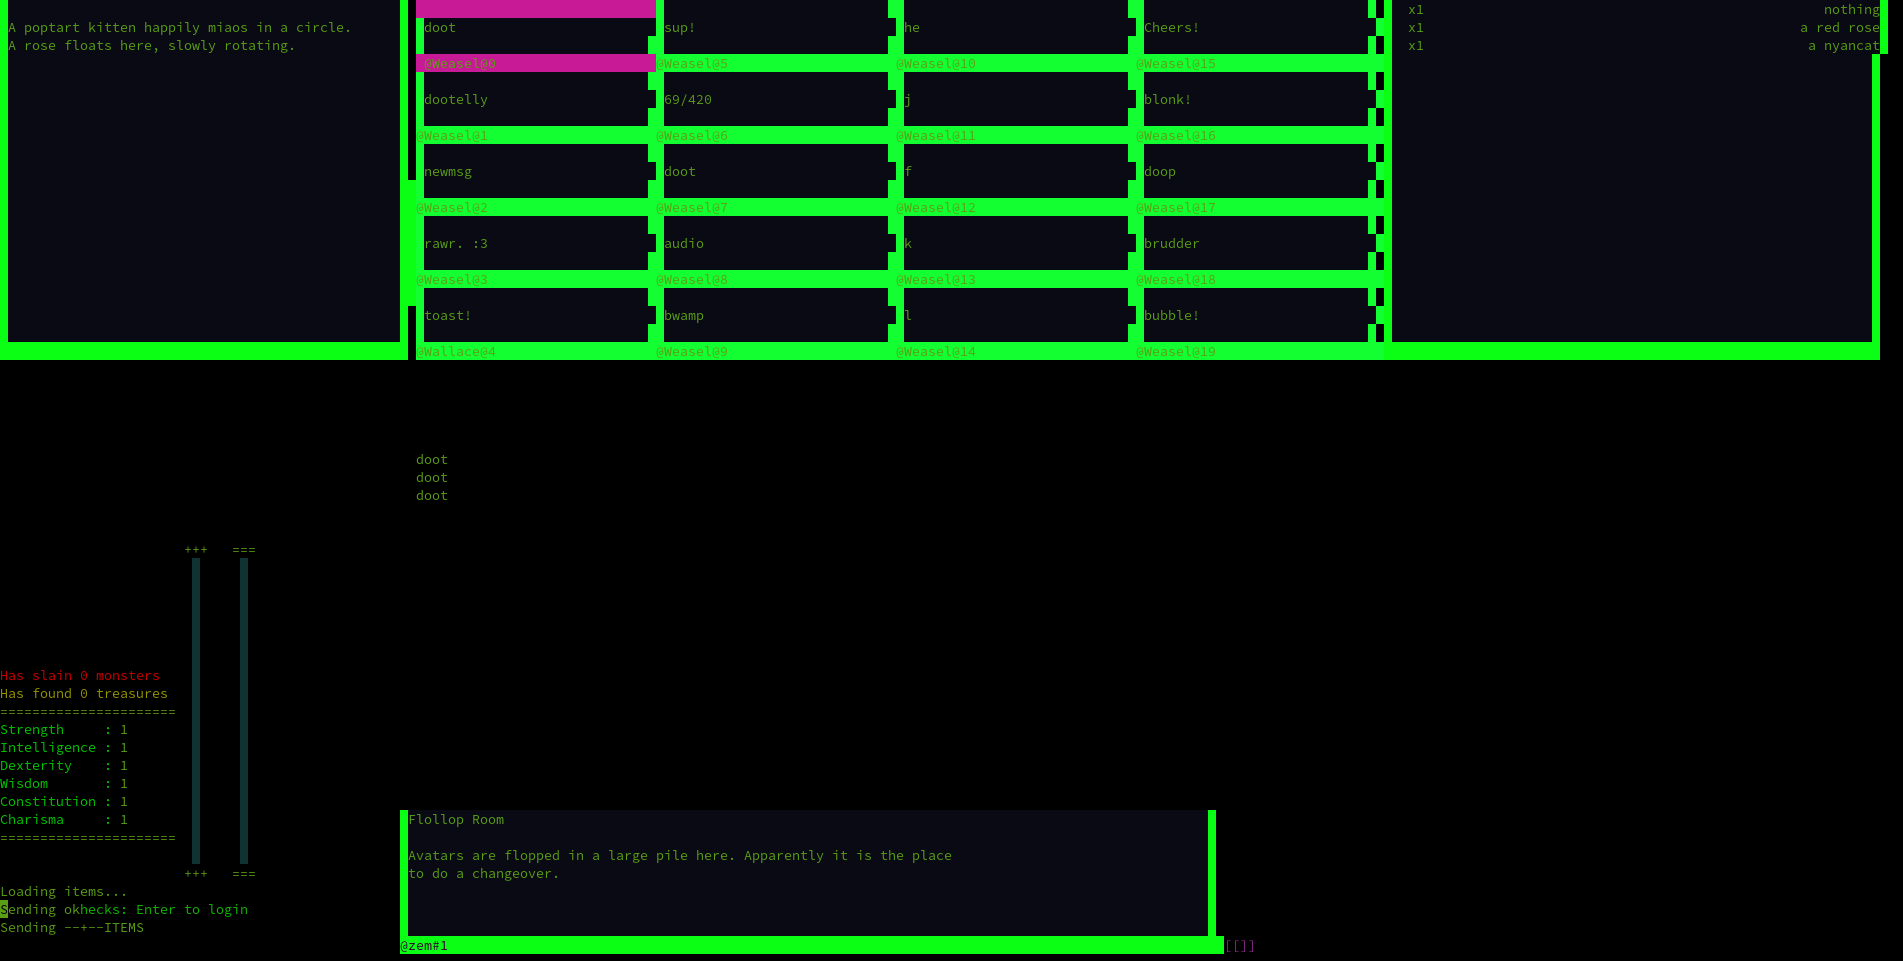 A poptart kitten happily miaos in a circle.
A rose floats here, slowly rotating.
doot sup! he Cheers!
@Weasel@0 @Weasel@5 @Weasel@10 @Weasel@15
dootelly 69/420 j blonk!
@Weasel@1 @Weasel@6 @Weasel@11 @Weasel@16
newmsg doot f doop
@Weasel@2 @Weasel@7 @Weasel@12 @Weasel@17
rawr. :3 audio k brudder
@Weasel@3 @Weasel@8 @Weasel@13 @Weasel@18
toast! bwamp l bubble!
@Wallace@4 @Weasel@9 @Weasel@14 @Weasel@19
x1 nothing
x1 a red rose
x1 a nyancat
doot
doot
doot
+++ ===
Has slain 0 monsters
Has found 0 treasures
======================
Strength : 1
Intelligence : 1
Dexterity : 1
Wisdom : 1
Constitution : 1
Charisma : 1
======================
+++ ===
Loading items...
Sending okhecks: Enter to login
Sending --+--ITEMS
Flollop Room
Avatars are flopped in a large pile here. Apparently it is the place
to do a changeover.
@zem#1 [[]]